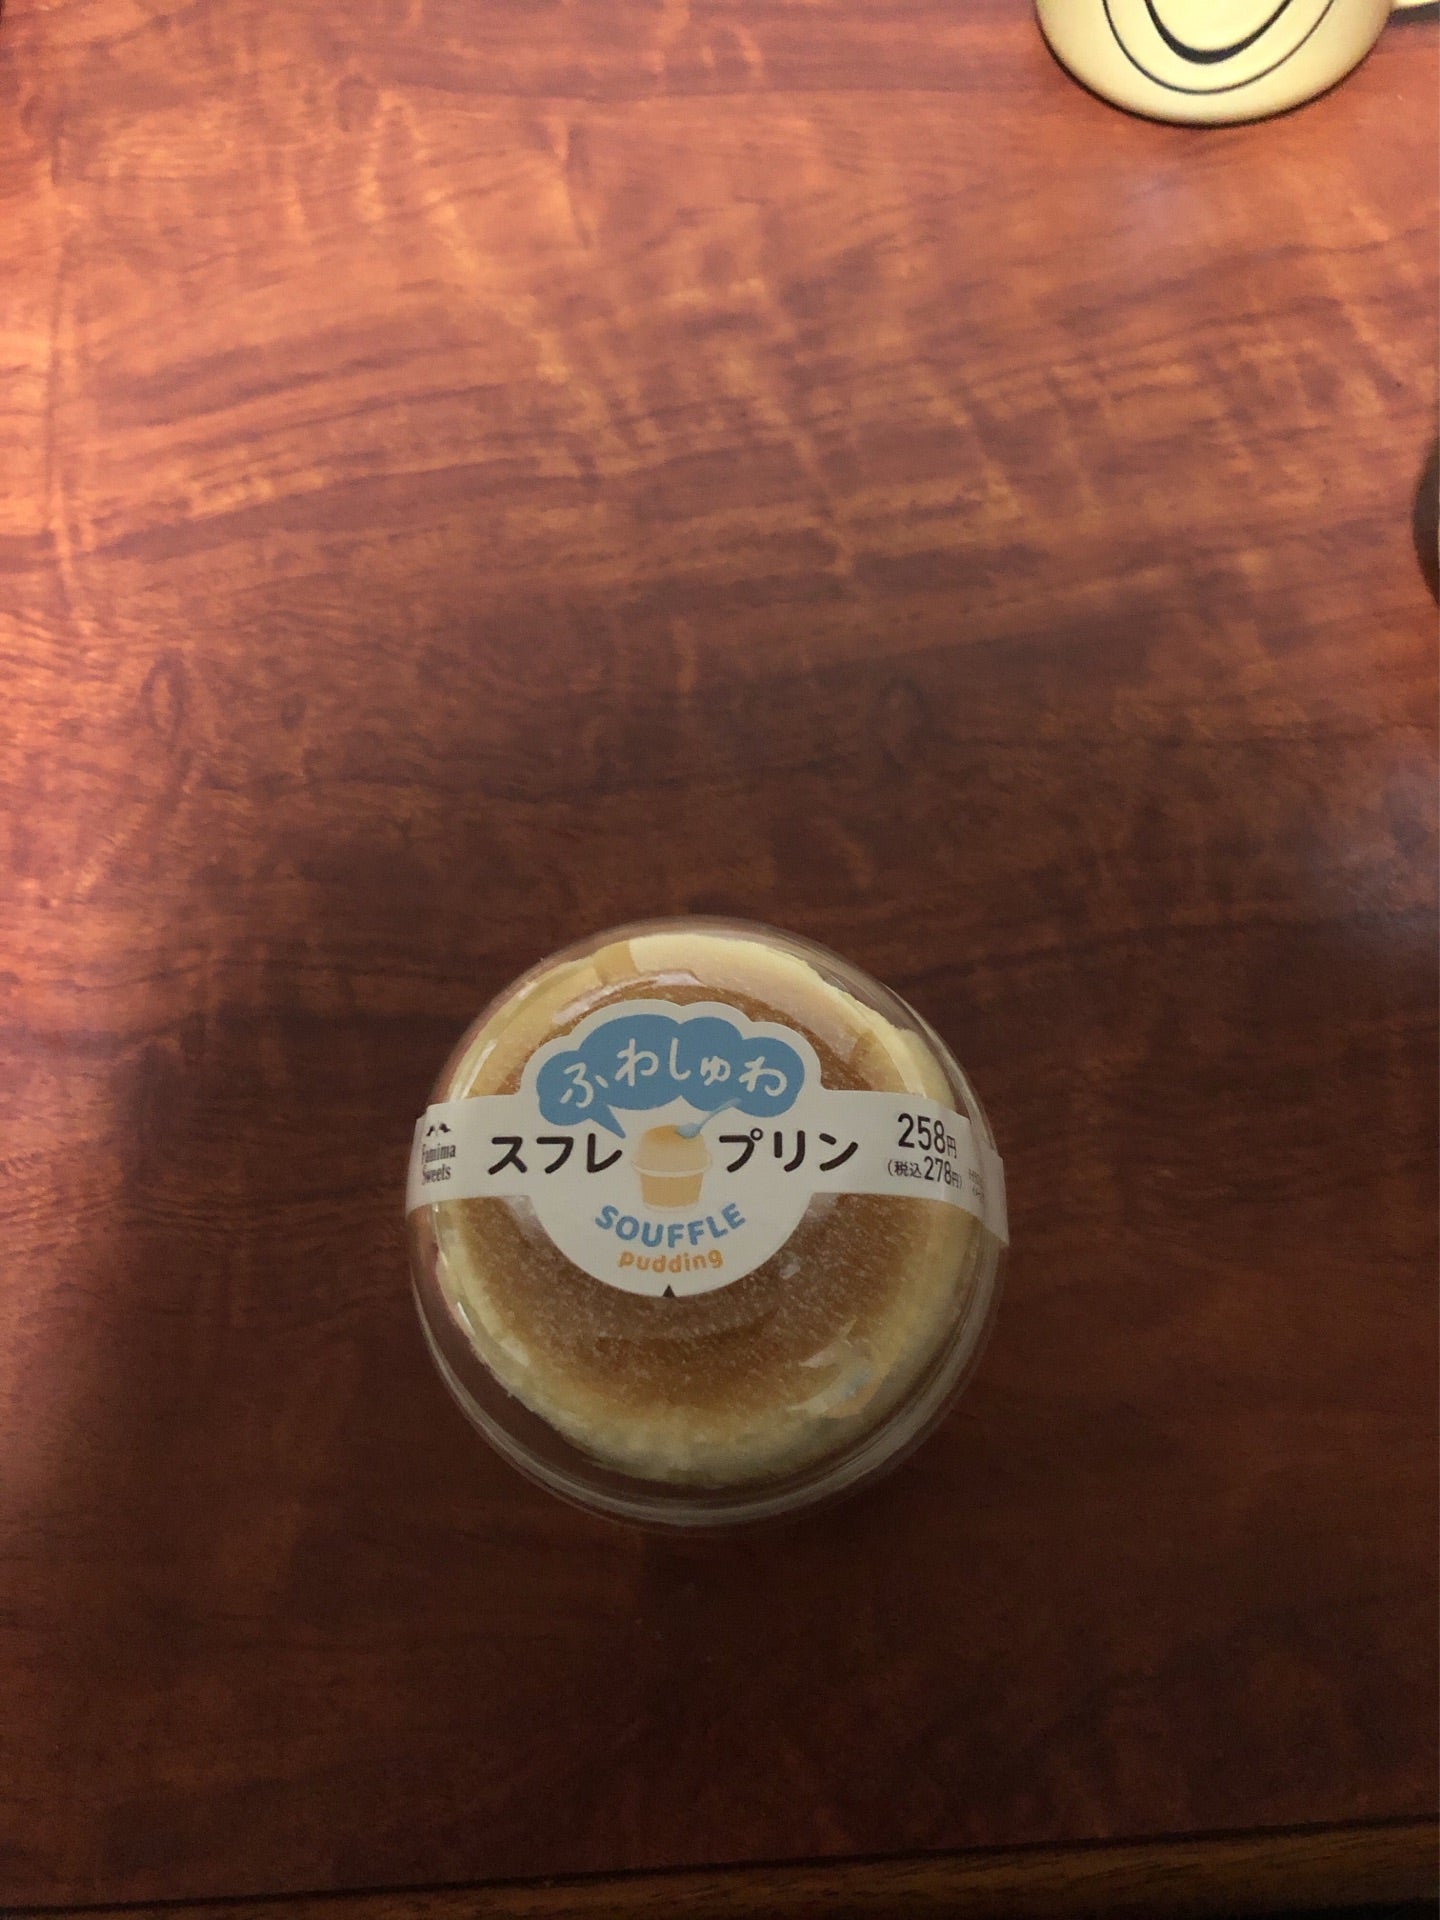 ふわしゅわ
スフレ プリン
SOUFFLE
pudding
Famima
Sweets
258円
(税込278円)